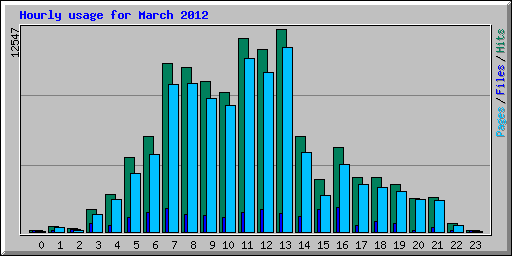 Hourly usage for March 2012
12547
Pages / Files / Hits
0 1 2 3 4 5 6 7 8 9 10 11 12 13 14 15 16 17 18 19 20 21 22 23